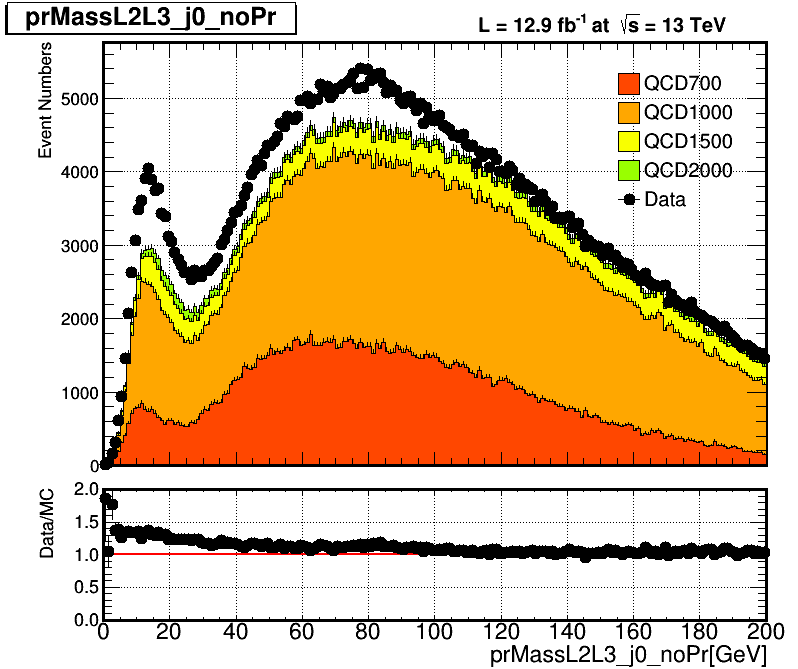 prMassL2L3_j0_noPr
L = 12.9 fb⁻¹ at √s = 13 TeV
Event Numbers
5000
4000
3000
2000
1000
0
QCD700
QCD1000
QCD1500
QCD2000
Data
Data/MC
2.0
1.5
1.0
0.5
0.0
0 20 40 60 80 100 120 140 160 180 200
prMassL2L3_j0_noPr[GeV]